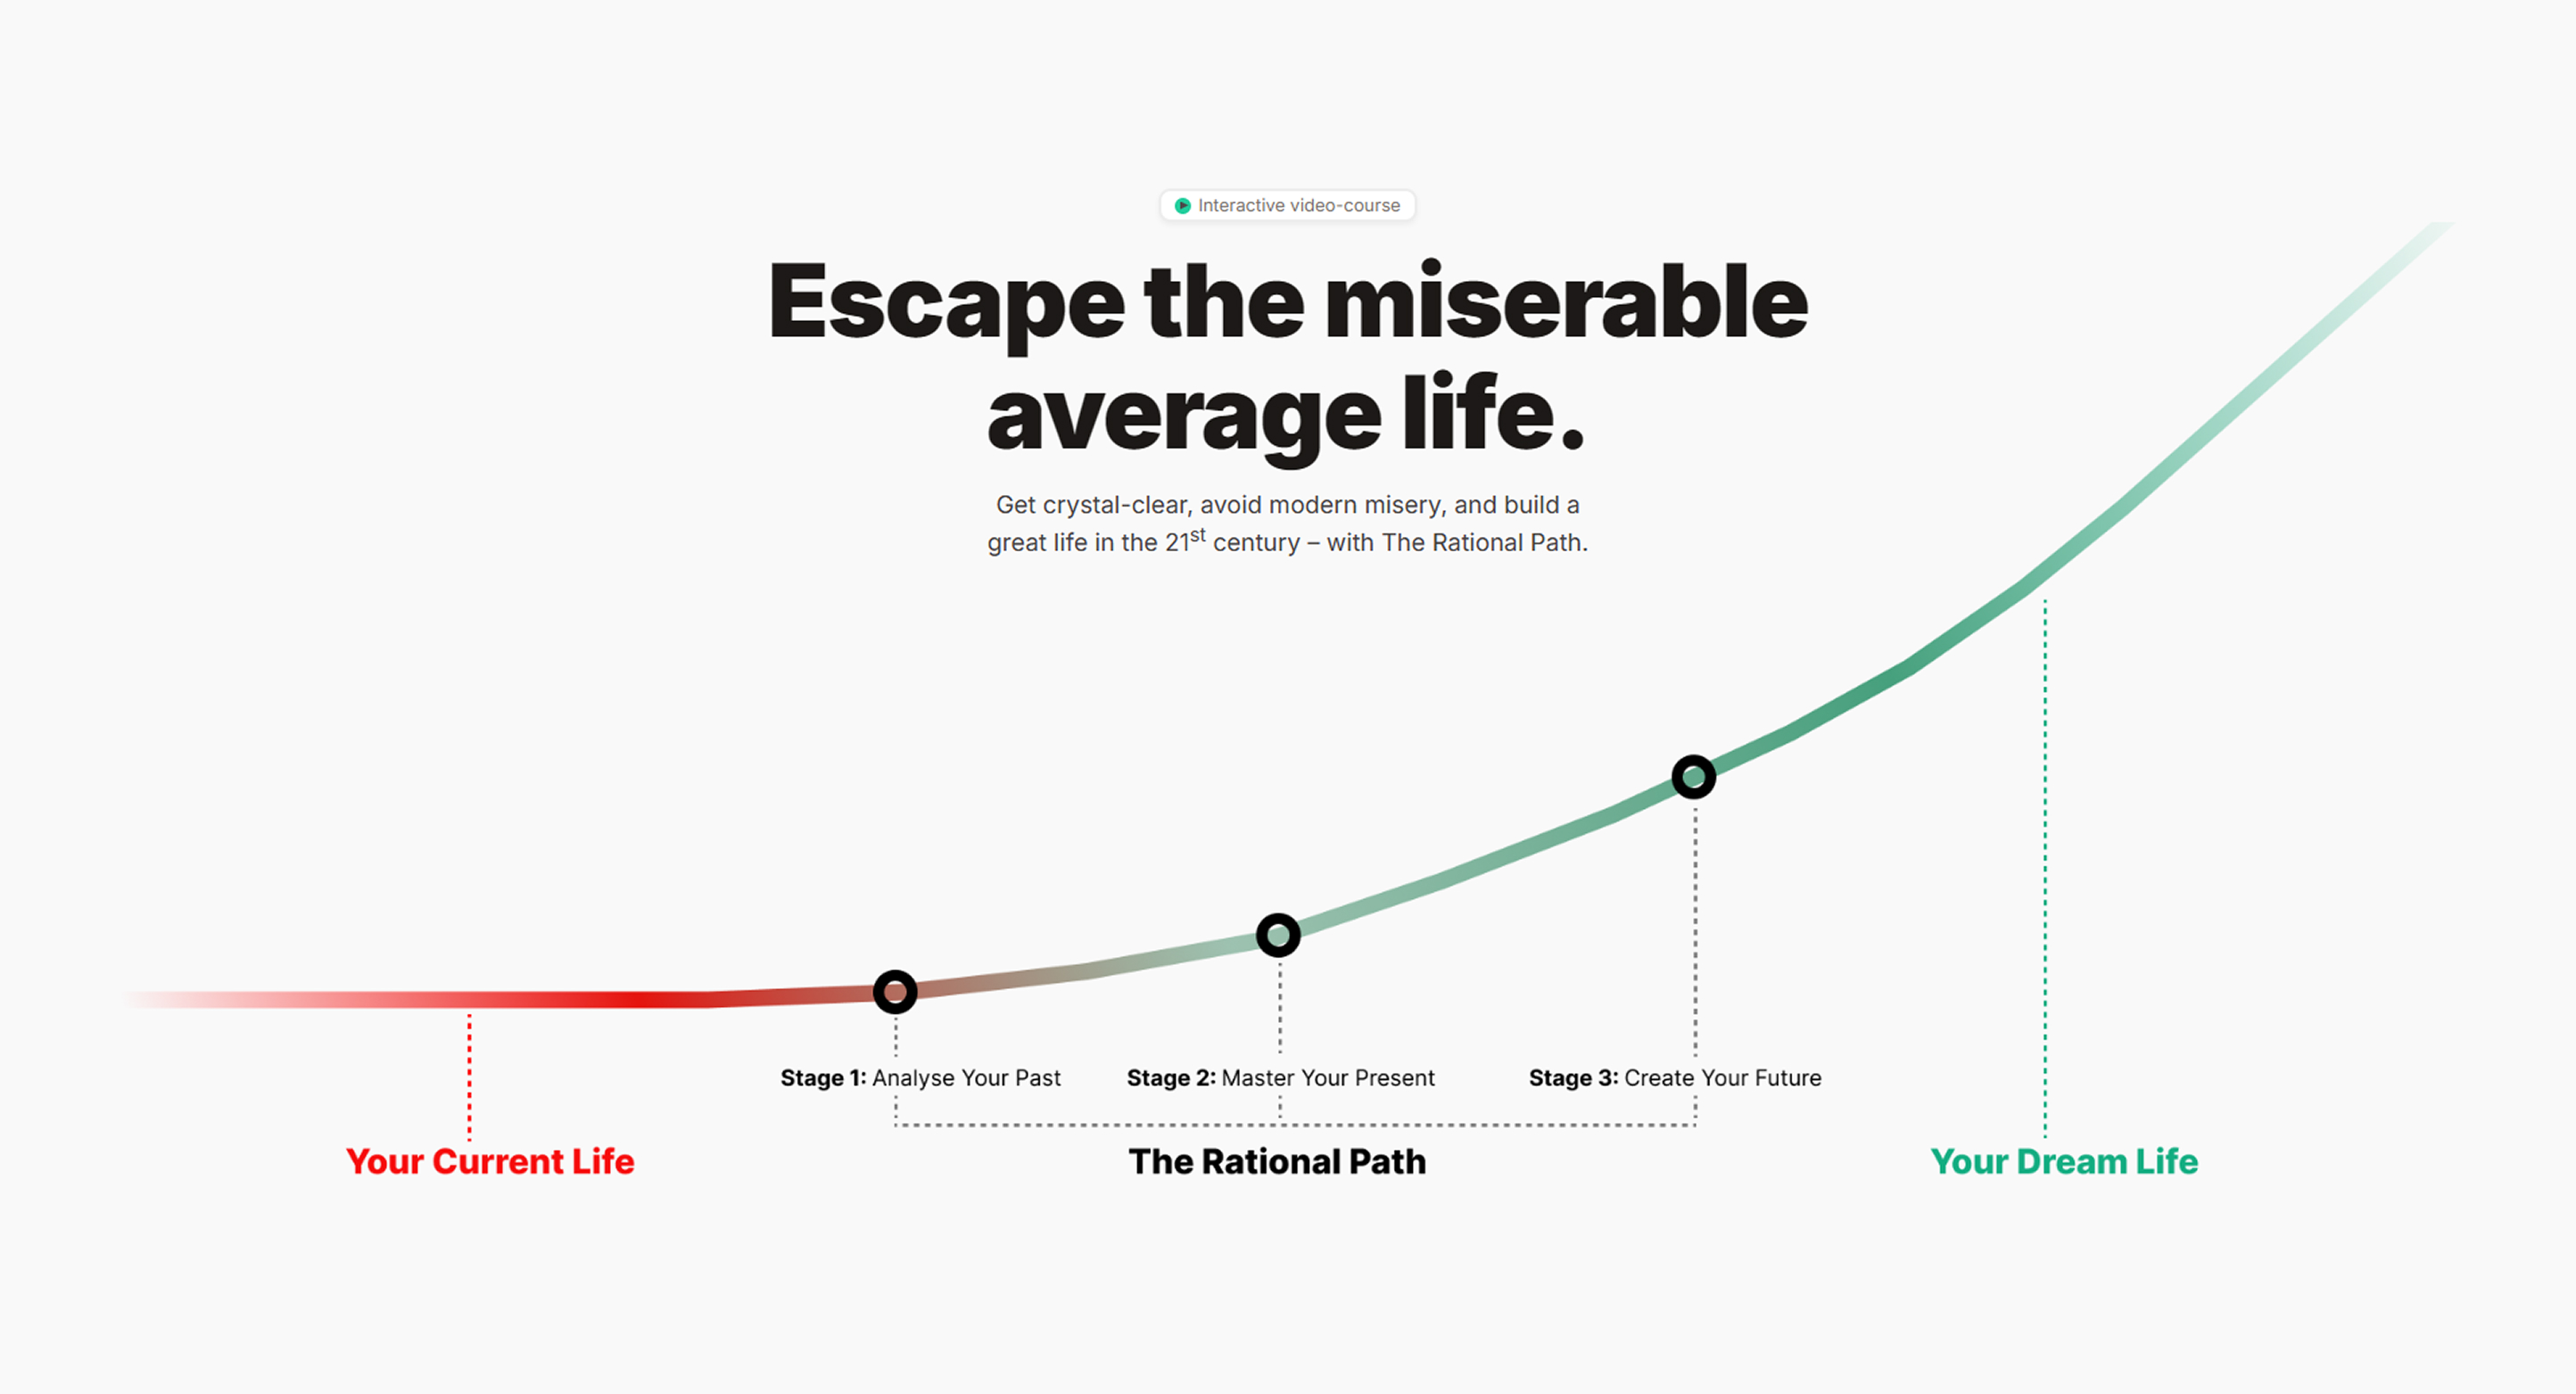 Interactive video-course
Escape the miserable
average life.
Get crystal-clear, avoid modern misery, and build a
great life in the 21st century – with The Rational Path.
Stage 1: Analyse Your Past
Stage 2: Master Your Present
Stage 3: Create Your Future
Your Current Life
The Rational Path
Your Dream Life